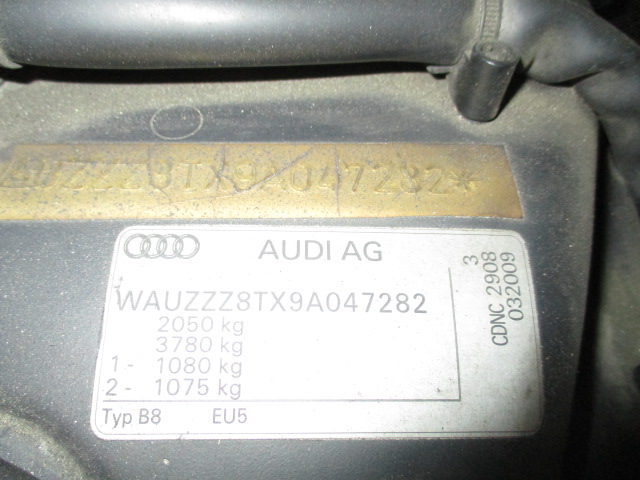 AUZZZ8TX9A047282*
AUDI AG
WAUZZZ8TX9A047282
2050 kg
3780 kg
1 - 1080 kg
2 - 1075 kg
Typ B8 EU5
3
CDNC 2908
032009